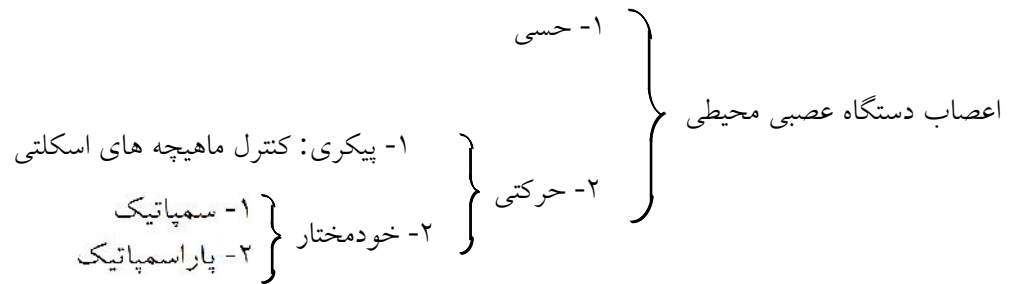 اعصاب دستگاه عصبی محیطی
۱- حسی
۲- حرکتی
۱- پیکری: کنترل ماهیچه های اسکلتی
۲- خودمختار
۱- سمپاتیک
۲- پاراسمپاتیک